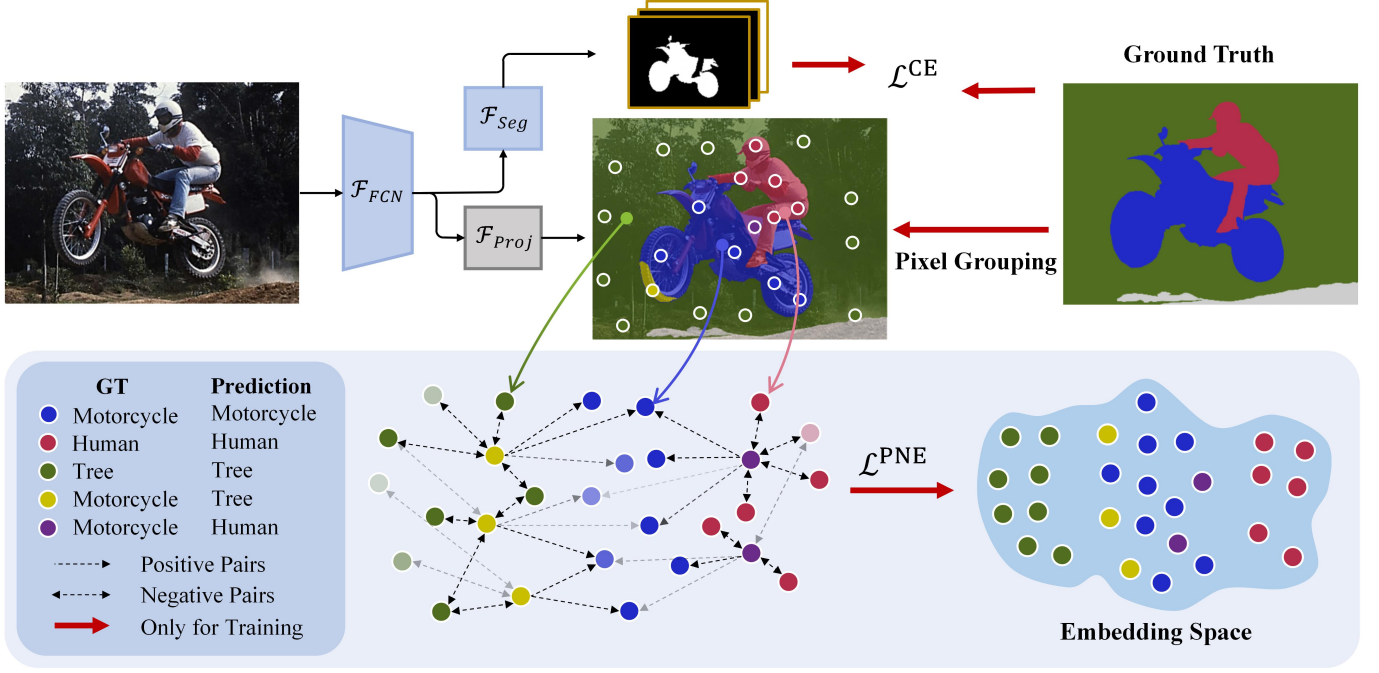 Ground Truth
𝓛^CE
𝓕_Seg
𝓕_FCN
𝓕_Proj
Pixel Grouping
GT Prediction
Motorcycle Motorcycle
Human Human
Tree Tree
Motorcycle Tree
Motorcycle Human
Positive Pairs
Negative Pairs
Only for Training
𝓛^PNE
Embedding Space